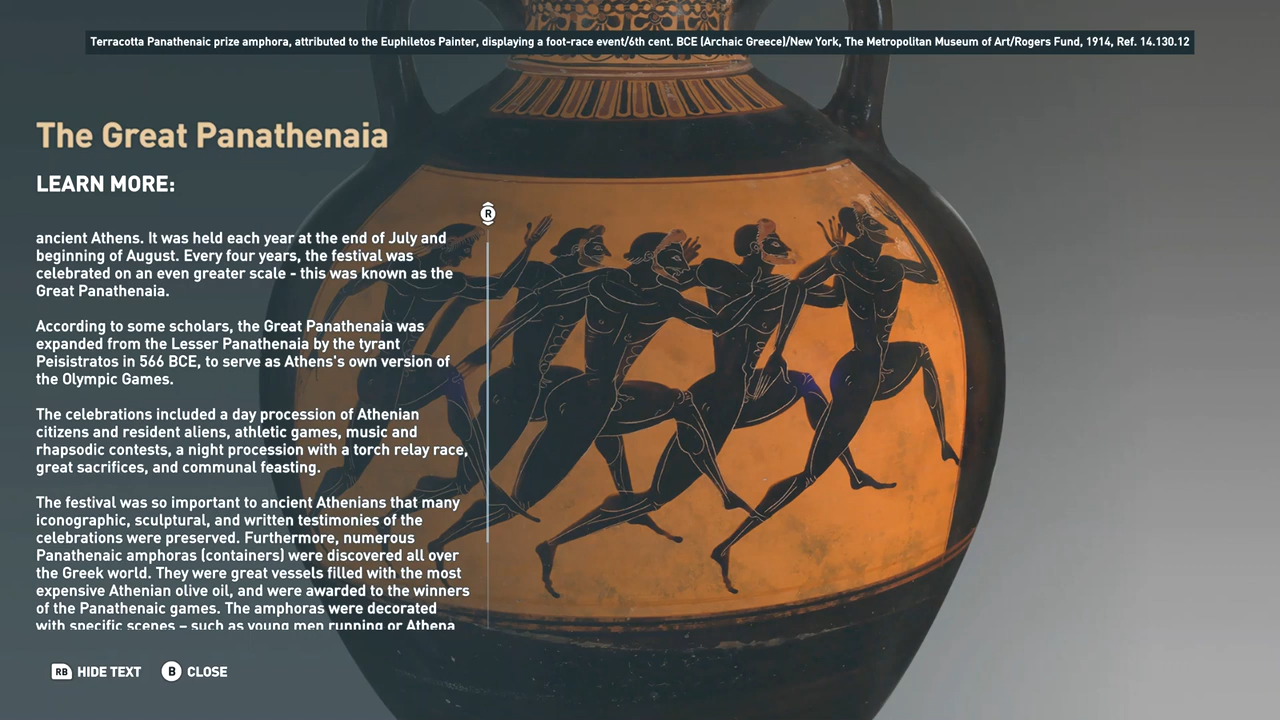 Terracotta Panathenaic prize amphora, attributed to the Euphiletos Painter, displaying a foot-race event/6th cent. BCE (Archaic Greece)/New York, The Metropolitan Museum of Art/Rogers Fund, 1914, Ref. 14.130.12
The Great Panathenaia
LEARN MORE:
R
ancient Athens. It was held each year at the end of July and
beginning of August. Every four years, the festival was
celebrated on an even greater scale - this was known as the
Great Panathenaia.
According to some scholars, the Great Panathenaia was
expanded from the Lesser Panathenaia by the tyrant
Peisistratos in 566 BCE, to serve as Athens's own version of
the Olympic Games.
The celebrations included a day procession of Athenian
citizens and resident aliens, athletic games, music and
rhapsodic contests, a night procession with a torch relay race,
great sacrifices, and communal feasting.
The festival was so important to ancient Athenians that many
iconographic, sculptural, and written testimonies of the
celebrations were preserved. Furthermore, numerous
Panathenaic amphoras (containers) were discovered all over
the Greek world. They were great vessels filled with the most
expensive Athenian olive oil, and were awarded to the winners
of the Panathenaic games. The amphoras were decorated
with specific scenes – such as young men running or Athena
RB HIDE TEXT B CLOSE